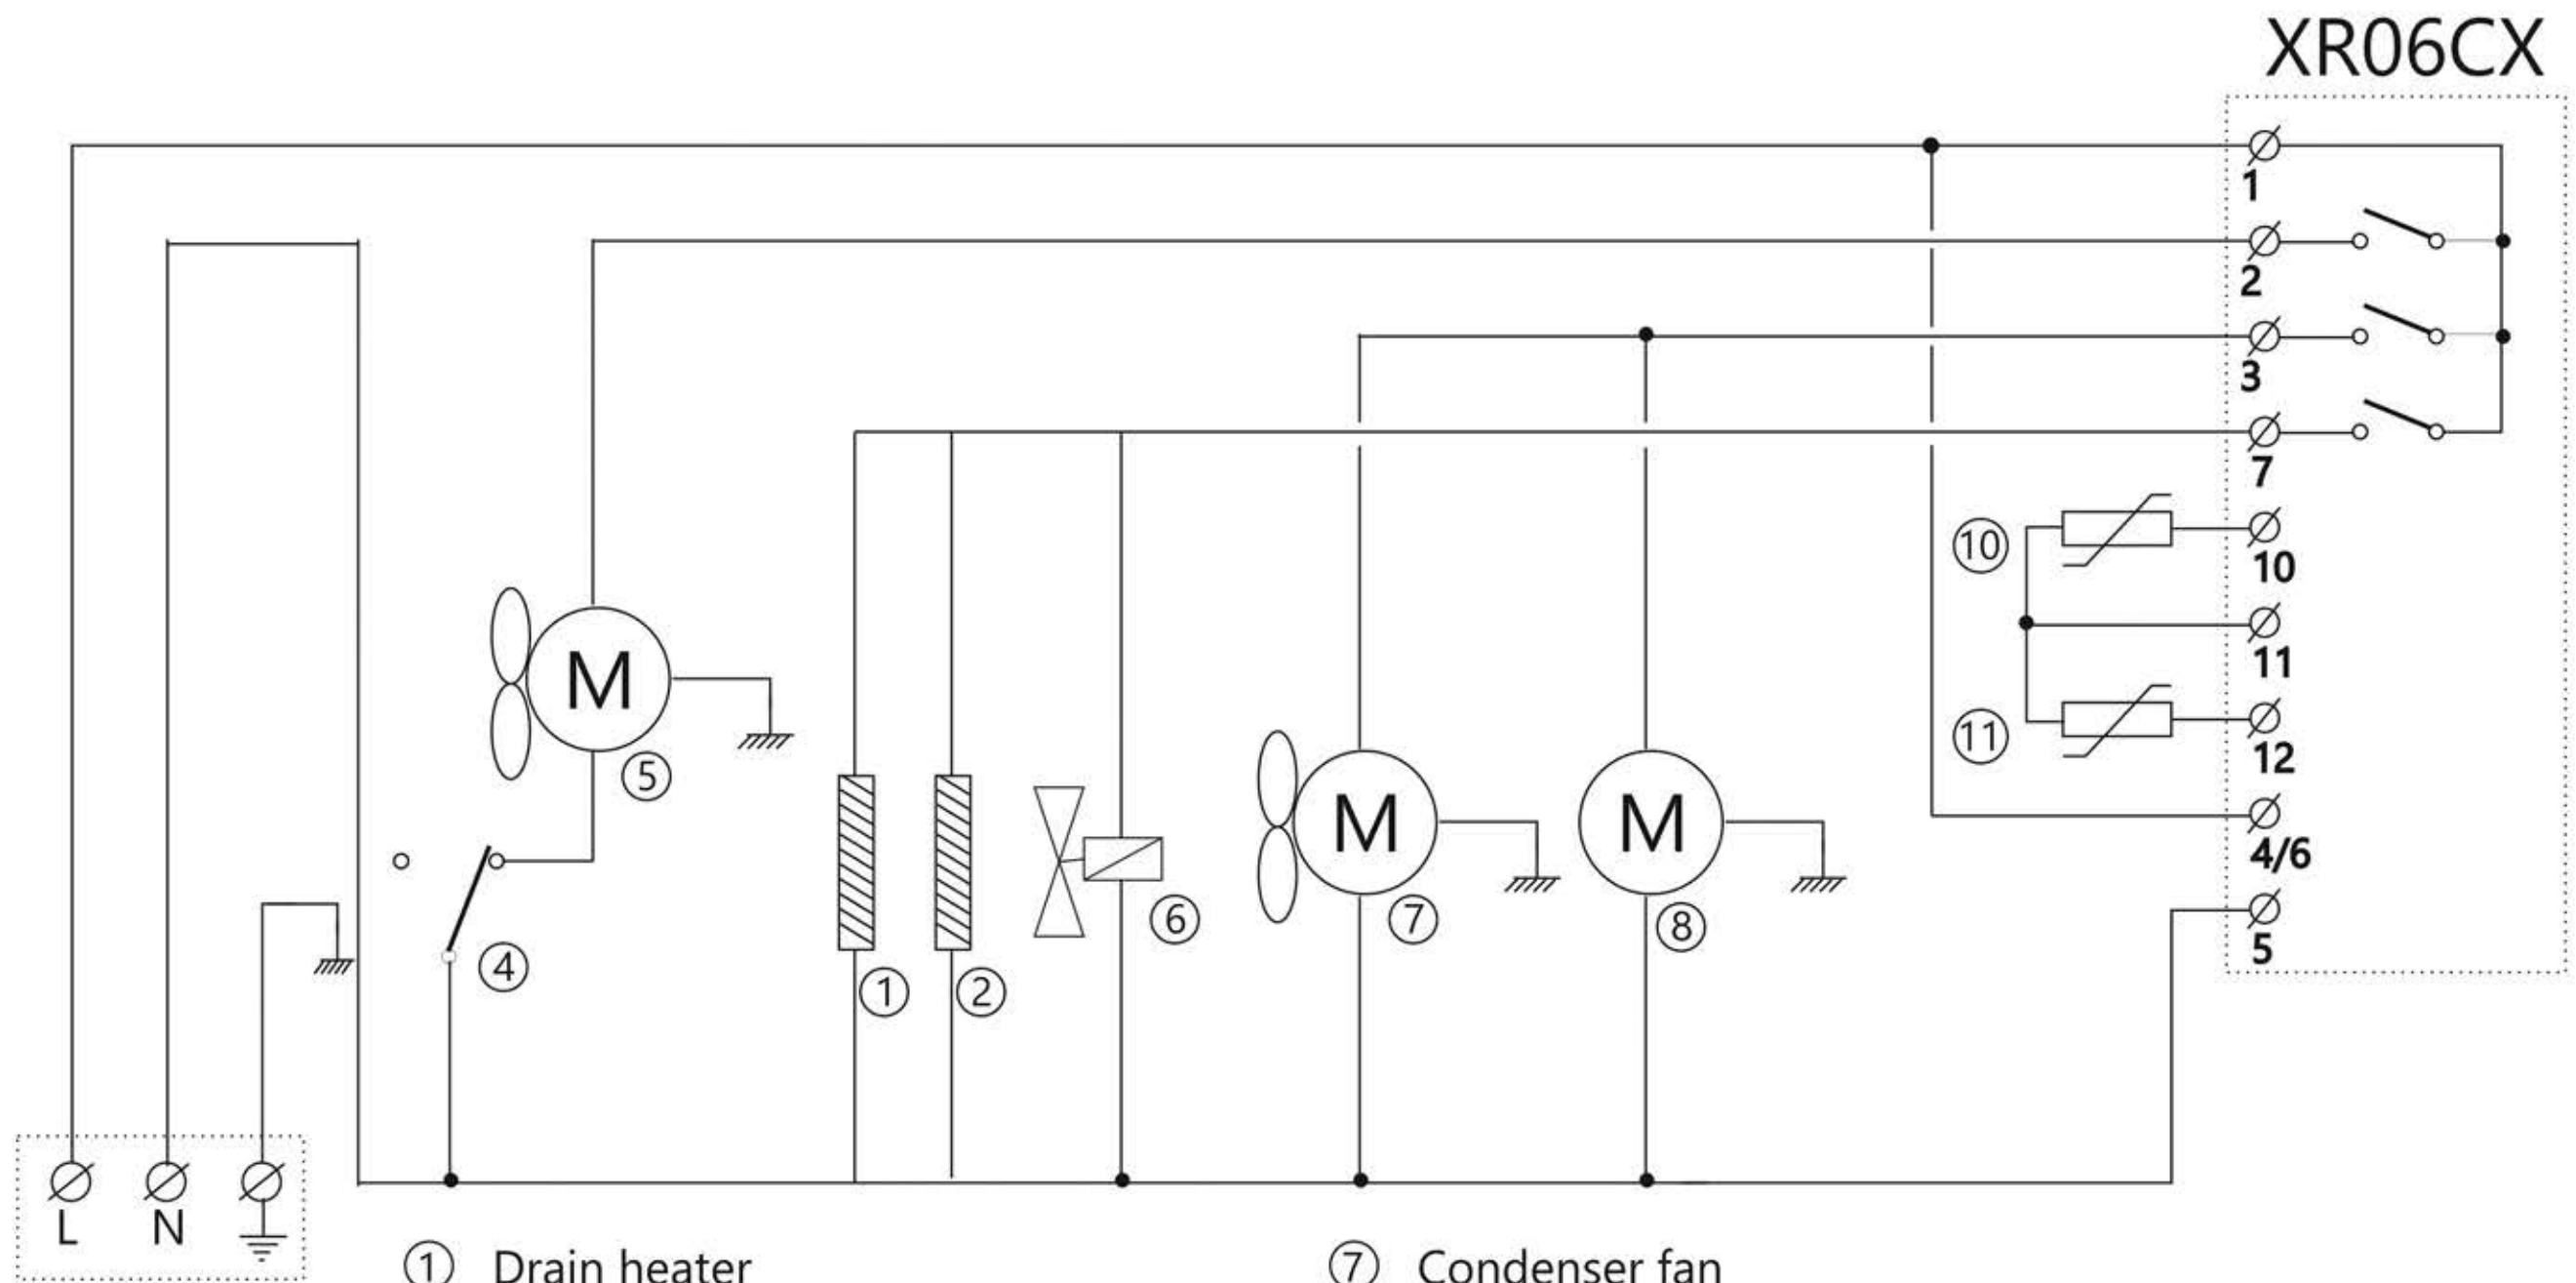 XR06CX
1
2
3
7
⑩
10
11
⑪
12
M
⑤
M
M
4/6
⑥
⑦
⑧
5
④
①
②
L
N
① Drain heater
⑦ Condenser fan